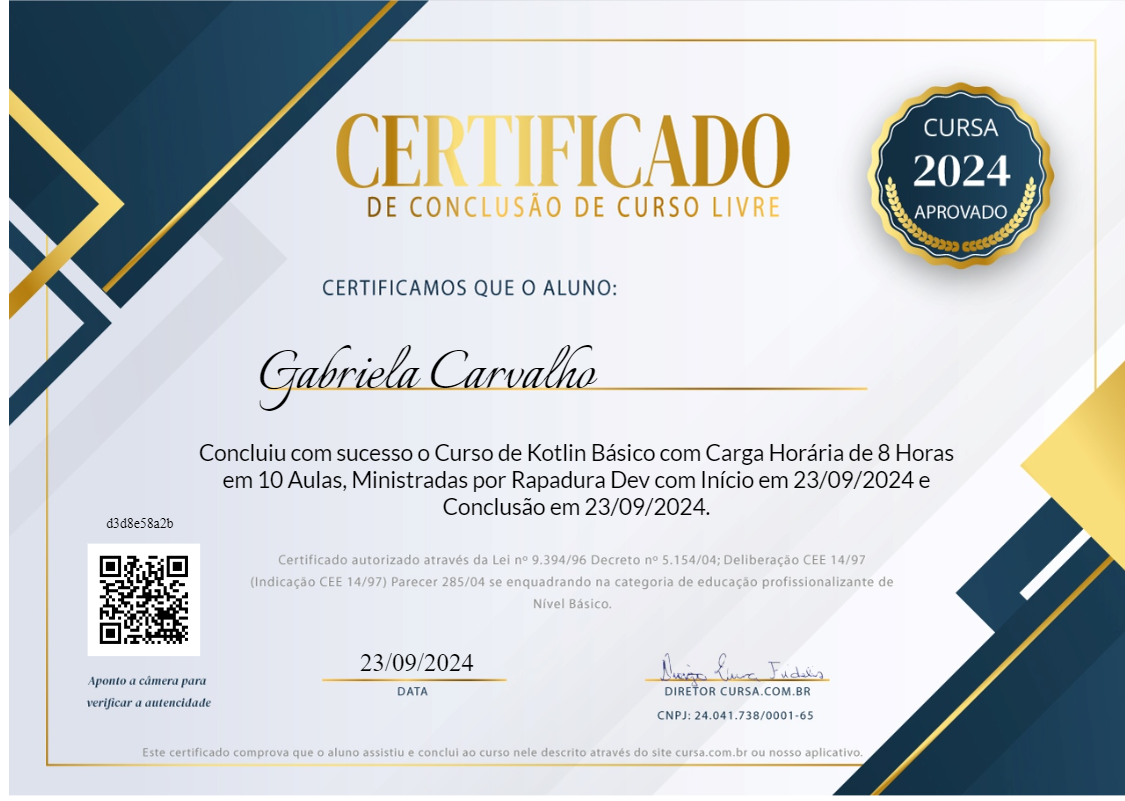 CERTIFICADO
DE CONCLUSÃO DE CURSO LIVRE
CURSA
2024
APROVADO
CERTIFICAMOS QUE O ALUNO:
Gabriela Carvalho
Concluiu com sucesso o Curso de Kotlin Básico com Carga Horária de 8 Horas
em 10 Aulas, Ministradas por Rapadura Dev com Início em 23/09/2024 e
Conclusão em 23/09/2024.
d3d8e58a2b
Certificado autorizado através da Lei nº 9.394/96 Decreto nº 5.154/04; Deliberação CEE 14/97
(Indicação CEE 14/97) Parecer 285/04 se enquadrando na categoria de educação profissionalizante de
Nível Básico.
Aponto a câmera para
verificar a autencidade
23/09/2024
DATA
DIRETOR CURSA.COM.BR
CNPJ: 24.041.738/0001-65
Este certificado comprova que o aluno assistiu e conclui ao curso nele descrito através do site cursa.com.br ou nosso aplicativo.